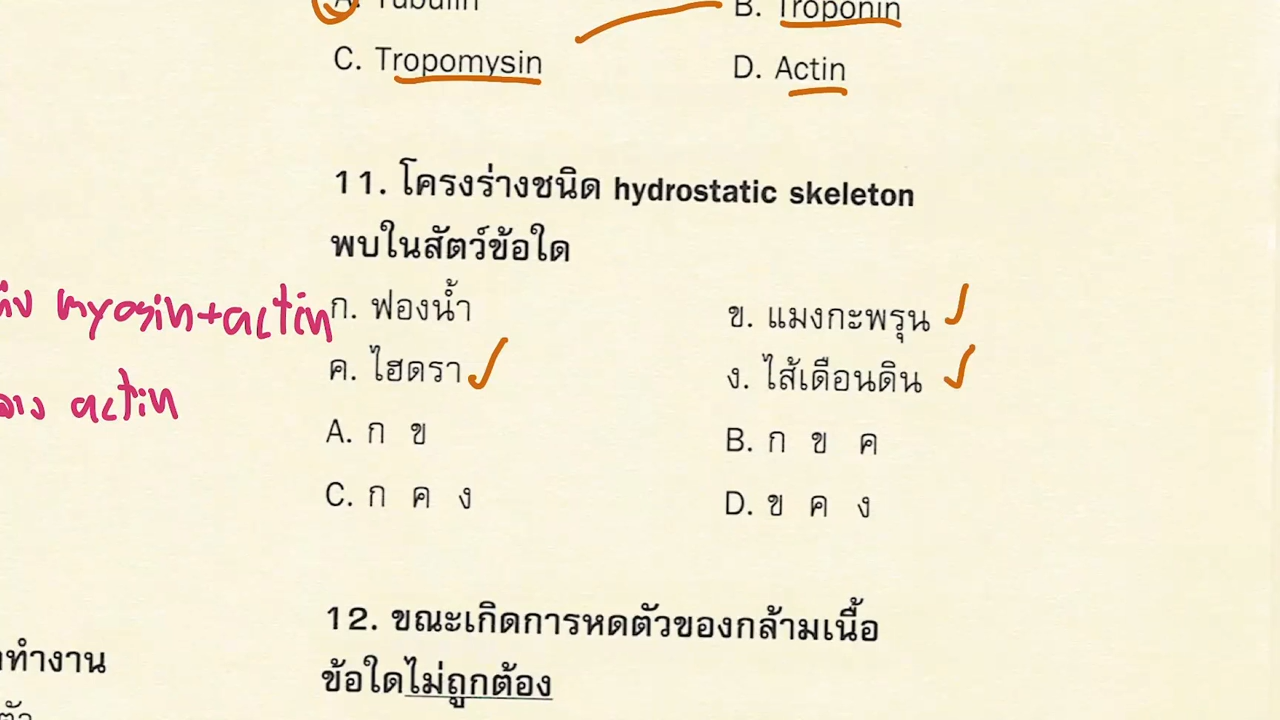 A. Tubulin B. Troponin
C. Tropomysin D. Actin
11. โครงร่างชนิด hydrostatic skeleton
พบในสัตว์ข้อใด
myosin+actin
ก. ฟองน้ำ ข. แมงกะพรุน
ค. ไฮดรา ง. ไส้เดือนดิน
actin
A. ก ข B. ก ข ค
C. ก ค ง D. ข ค ง
12. ขณะเกิดการหดตัวของกล้ามเนื้อ
ทำงาน
ข้อใดไม่ถูกต้อง